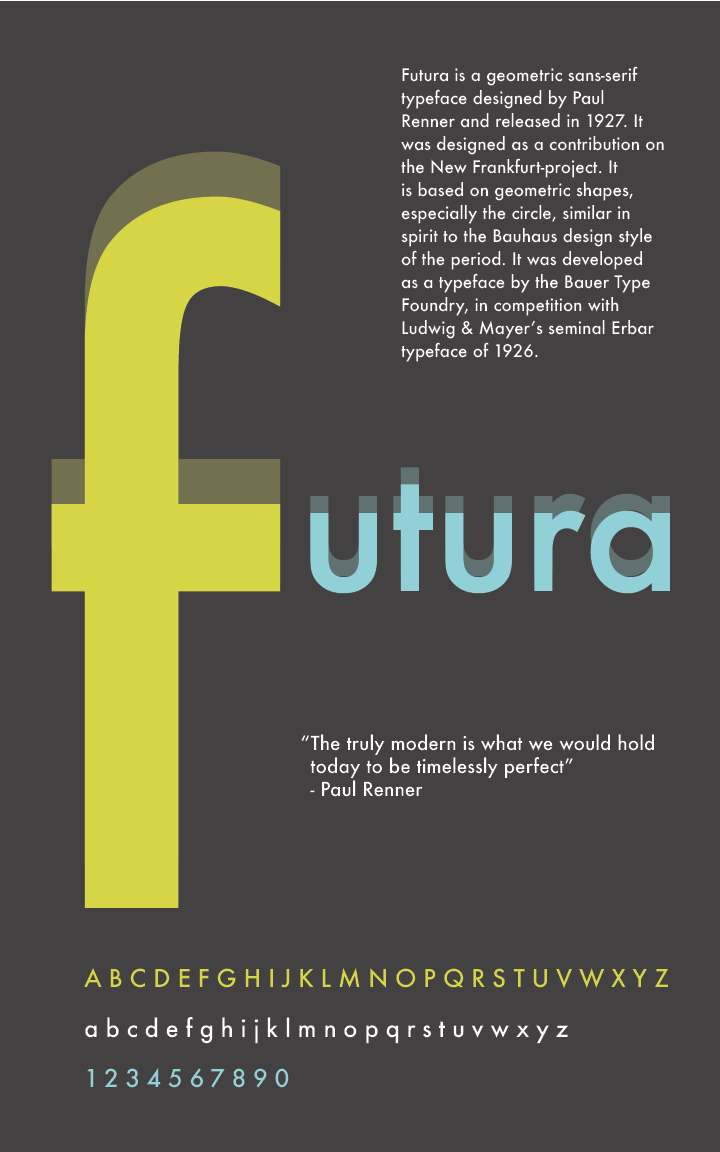 Futura is a geometric sans-serif
typeface designed by Paul
Renner and released in 1927. It
was designed as a contribution on
the New Frankfurt-project. It
is based on geometric shapes,
especially the circle, similar in
spirit to the Bauhaus design style
of the period. It was developed
as a typeface by the Bauer Type
Foundry, in competition with
Ludwig & Mayer’s seminal Erbar
typeface of 1926.
futura
“The truly modern is what we would hold
today to be timelessly perfect”
- Paul Renner
A B C D E F G H I J K L M N O P Q R S T U V W X Y Z
a b c d e f g h i j k l m n o p q r s t u v w x y z
1 2 3 4 5 6 7 8 9 0